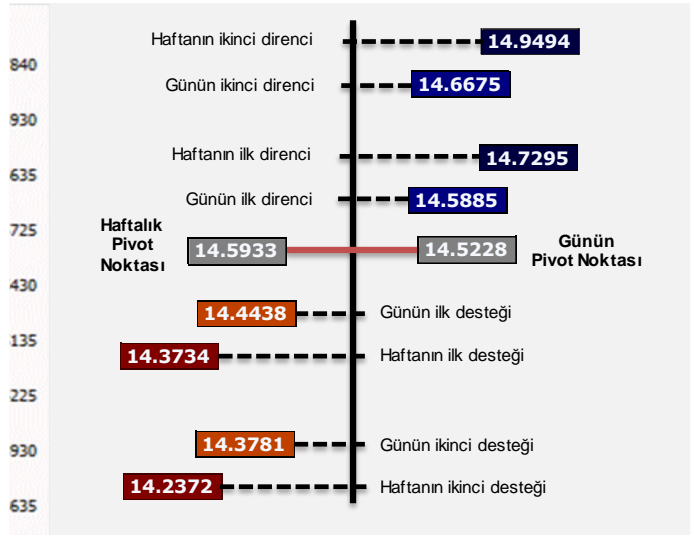 Haftanın ikinci direnci 14.9494
840
Günün ikinci direnci 14.6675
930
Haftanın ilk direnci 14.7295
635
Günün ilk direnci 14.5885
725
Haftalık
Pivot
Noktası
14.5933 14.5228
Günün
Pivot Noktası
430
14.4438 Günün ilk desteği
135
14.3734 Haftanın ilk desteği
225
14.3781 Günün ikinci desteği
930
14.2372 Haftanın ikinci desteği
635